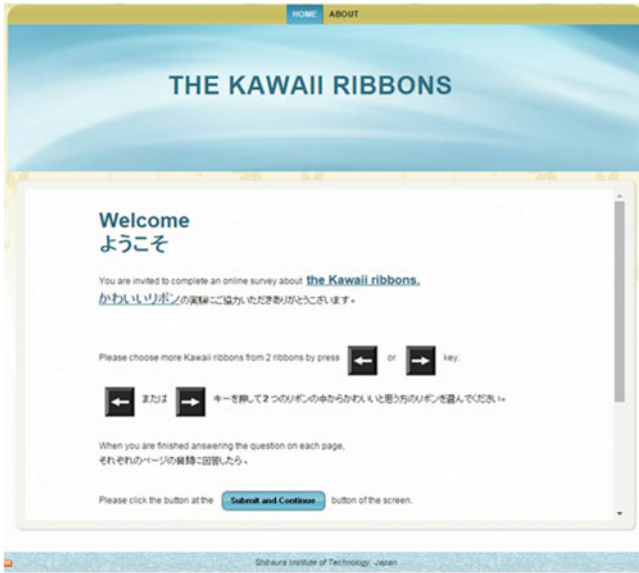 HOME ABOUT
THE KAWAII RIBBONS
Welcome
ようこそ
You are invited to complete an online survey about the Kawaii ribbons.
かわいいリボンの実験にご協力いただきありがとうございます。
Please choose more Kawaii ribbons from 2 ribbons by press ← or → key.
← または → キーを押して2つのリボンの中からかわいいと思う方のリボンを選んでください。
When you are finished answering the question on each page,
それぞれのページの質問に回答したら、
Please click the button at the Submit and Continue button of the screen.
Shibaura Institute of Technology, Japan